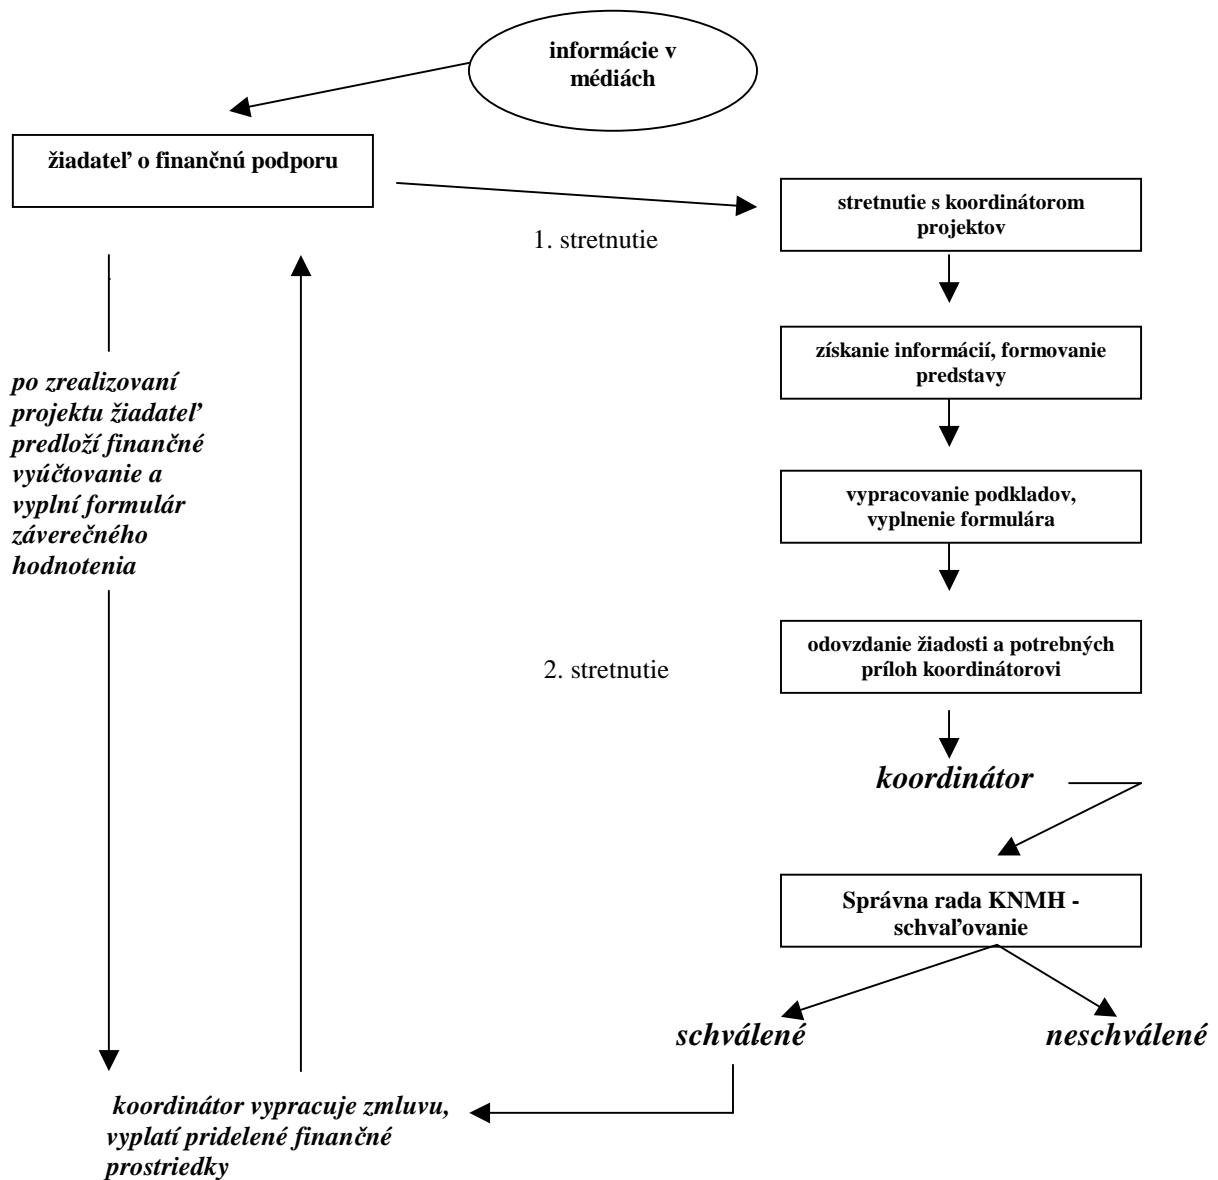 informácie v
médiách
žiadateľ o finančnú podporu
stretnutie s koordinátorom
projektov
1. stretnutie
získanie informácií, formovanie
predstavy
po zrealizovaní
projektu žiadateľ
predloží finančné
vyúčtovanie a
vyplní formulár
záverečného
hodnotenia
vypracovanie podkladov,
vyplnenie formulára
odovzdanie žiadosti a potrebných
príloh koordinátorovi
2. stretnutie
koordinátor
Správna rada KNMH -
schvaľovanie
schválené
neschválené
koordinátor vypracuje zmluvu,
vyplatí pridelené finančné
prostriedky